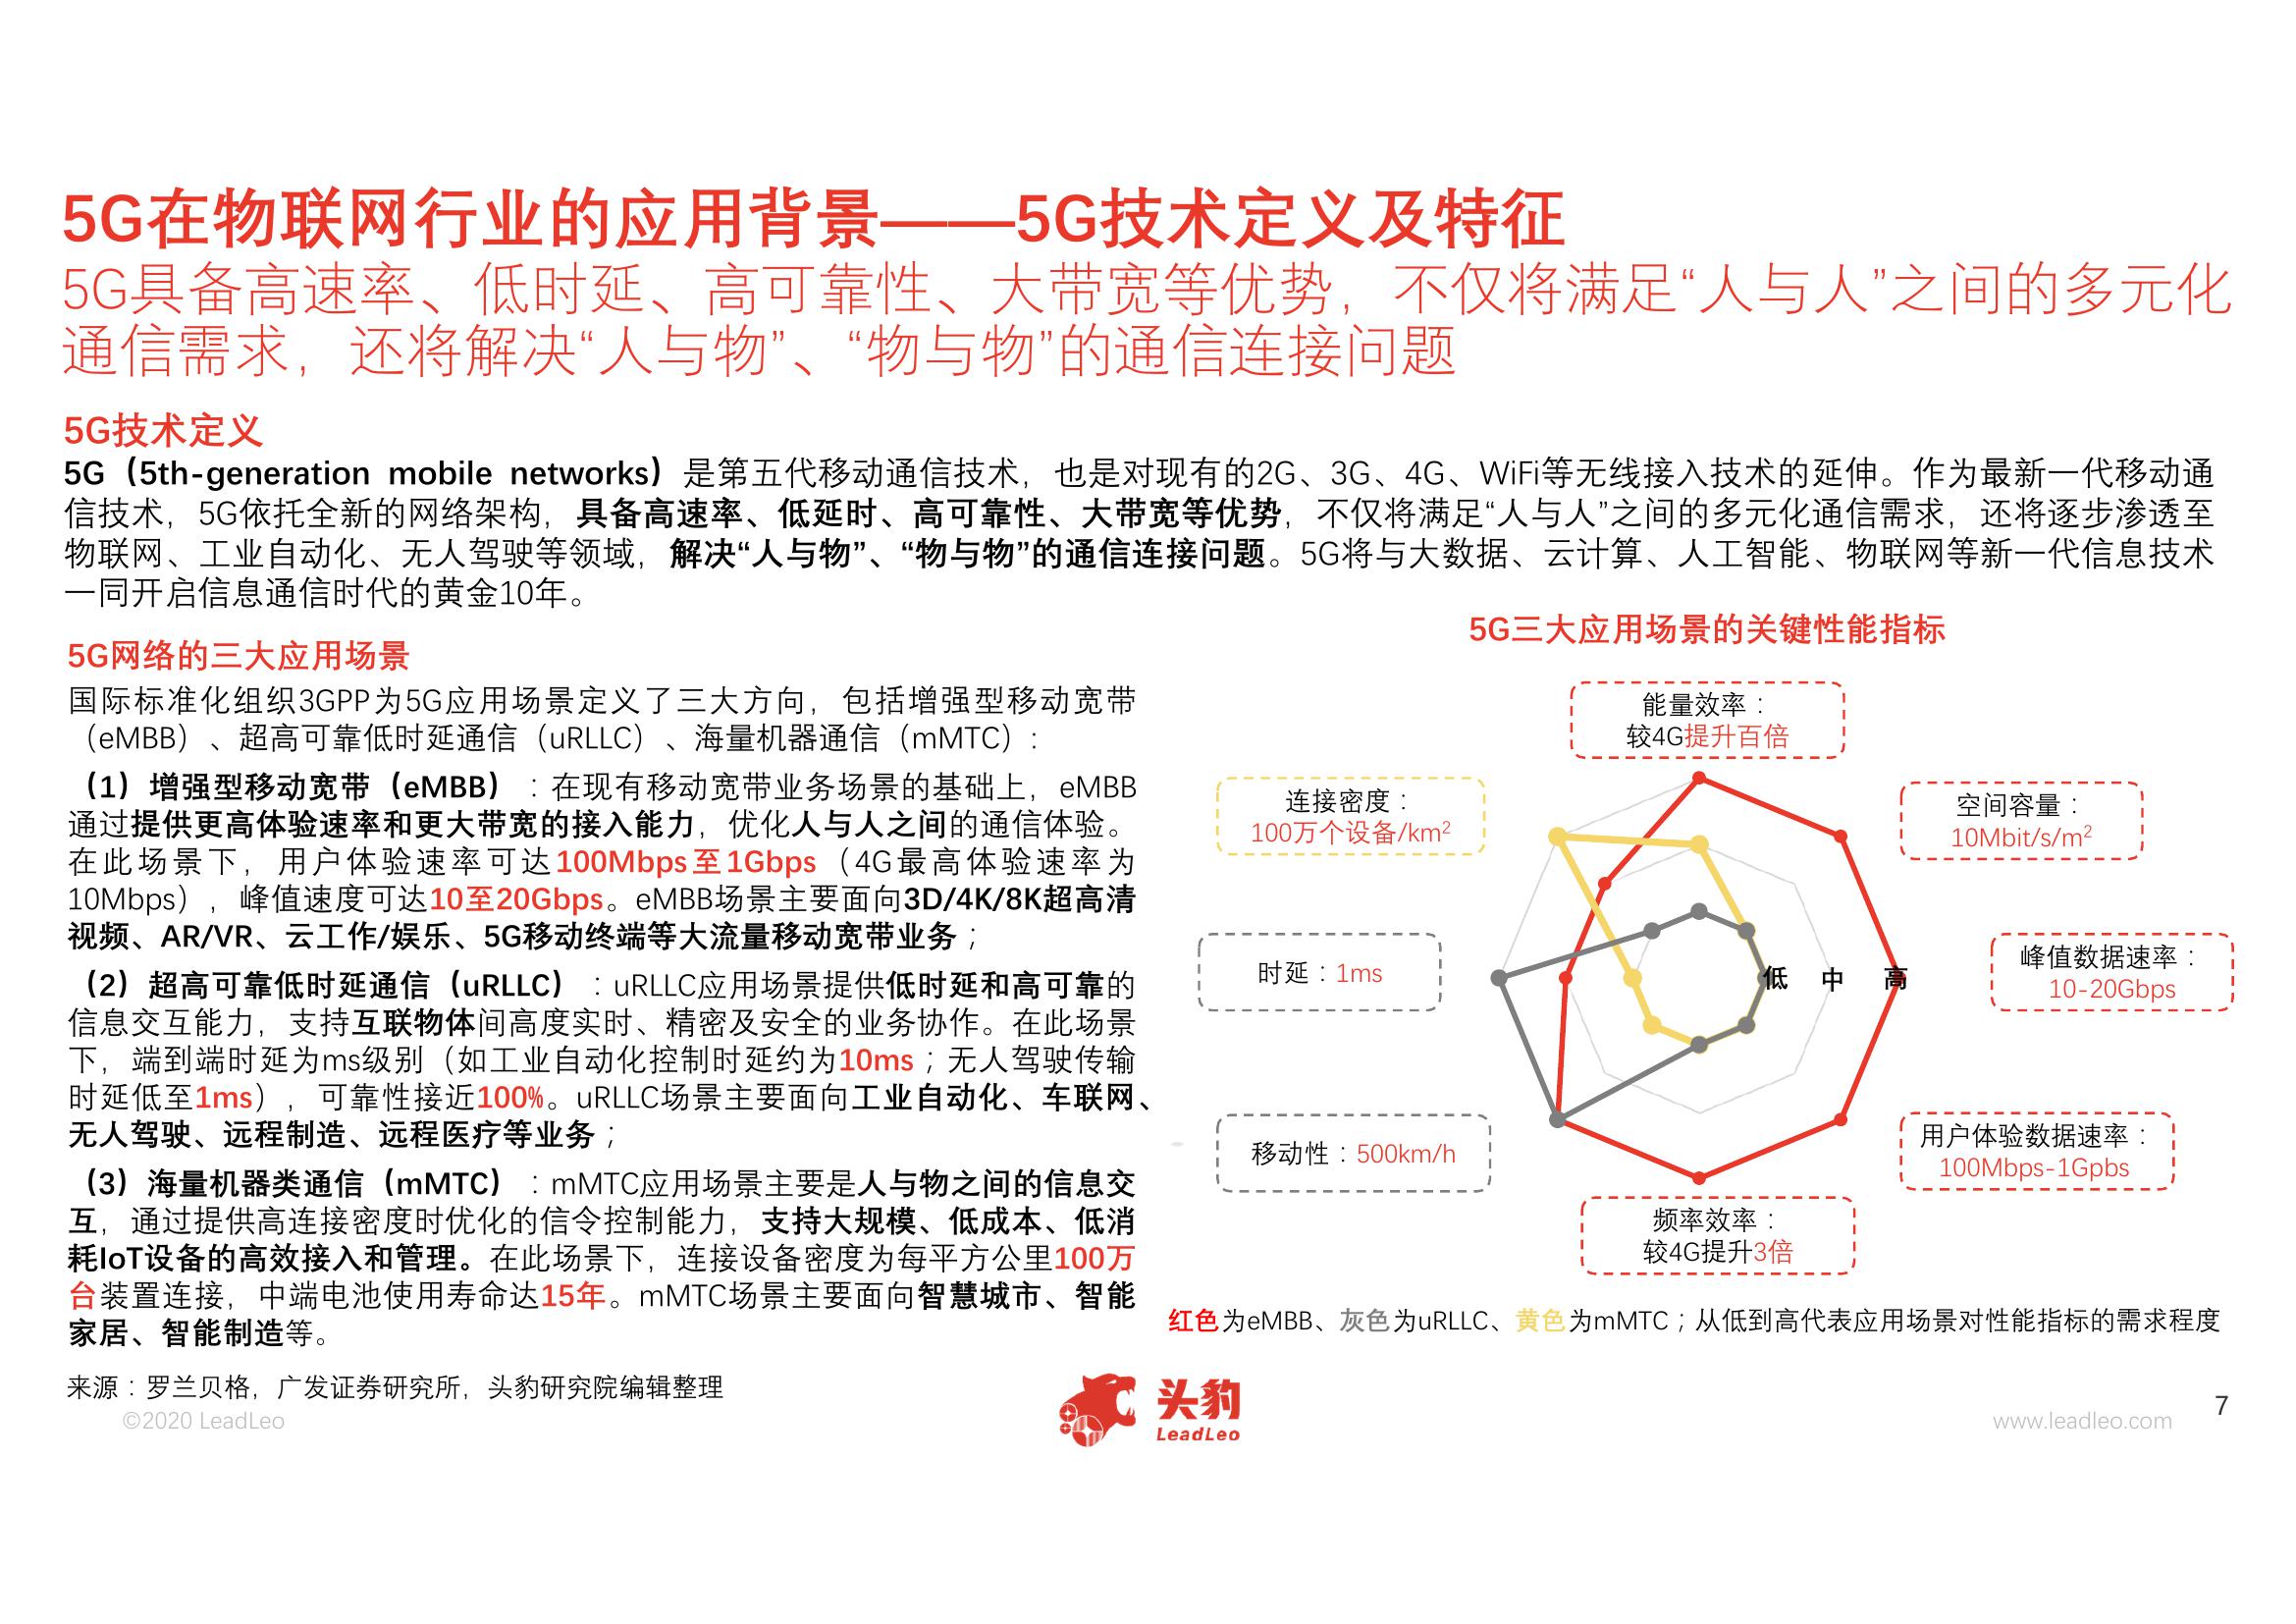 5G在物联网行业的应用背景——5G技术定义及特征
5G具备高速率、低时延、高可靠性、大带宽等优势，不仅将满足“人与人”之间的多元化
通信需求，还将解决“人与物”、“物与物”的通信连接问题
5G技术定义
5G（5th-generation mobile networks）是第五代移动通信技术，也是对现有的2G、3G、4G、WiFi等无线接入技术的延伸。作为最新一代移动通
信技术，5G依托全新的网络架构，具备高速率、低延时、高可靠性、大带宽等优势，不仅将满足“人与人”之间的多元化通信需求，还将逐步渗透至
物联网、工业自动化、无人驾驶等领域，解决“人与物”、“物与物”的通信连接问题。5G将与大数据、云计算、人工智能、物联网等新一代信息技术
一同开启信息通信时代的黄金10年。
5G网络的三大应用场景
国际标准化组织3GPP为5G应用场景定义了三大方向，包括增强型移动宽带
（eMBB）、超高可靠低时延通信（uRLLC）、海量机器通信（mMTC）：
（1）增强型移动宽带（eMBB）：在现有移动宽带业务场景的基础上，eMBB
通过提供更高体验速率和更大带宽的接入能力，优化人与人之间的通信体验。
在此场景下，用户体验速率可达100Mbps至1Gbps（4G最高体验速率为
10Mbps），峰值速度可达10至20Gbps。eMBB场景主要面向3D/4K/8K超高清
视频、AR/VR、云工作/娱乐、5G移动终端等大流量移动宽带业务；
（2）超高可靠低时延通信（uRLLC）：uRLLC应用场景提供低时延和高可靠的
信息交互能力，支持互联物体间高度实时、精密及安全的业务协作。在此场景
下，端到端时延为ms级别（如工业自动化控制时延约为10ms；无人驾驶传输
时延低至1ms），可靠性接近100%。uRLLC场景主要面向工业自动化、车联网、
无人驾驶、远程制造、远程医疗等业务；
（3）海量机器类通信（mMTC）：mMTC应用场景主要是人与物之间的信息交
互，通过提供高连接密度时优化的信令控制能力，支持大规模、低成本、低消
耗IoT设备的高效接入和管理。在此场景下，连接设备密度为每平方公里100万
台装置连接，中端电池使用寿命达15年。mMTC场景主要面向智慧城市、智能
家居、智能制造等。
5G三大应用场景的关键性能指标
能量效率：
较4G提升百倍
连接密度：
100万个设备/km²
空间容量：
10Mbit/s/m²
时延：1ms
低 中 高
峰值数据速率：
10-20Gbps
移动性：500km/h
用户体验数据速率：
100Mbps-1Gpbs
频率效率：
较4G提升3倍
红色为eMBB、灰色为uRLLC、黄色为mMTC；从低到高代表应用场景对性能指标的需求程度
来源：罗兰贝格，广发证券研究所，头豹研究院编辑整理
©2020 LeadLeo
头豹
LeadLeo
www.leadleo.com
7